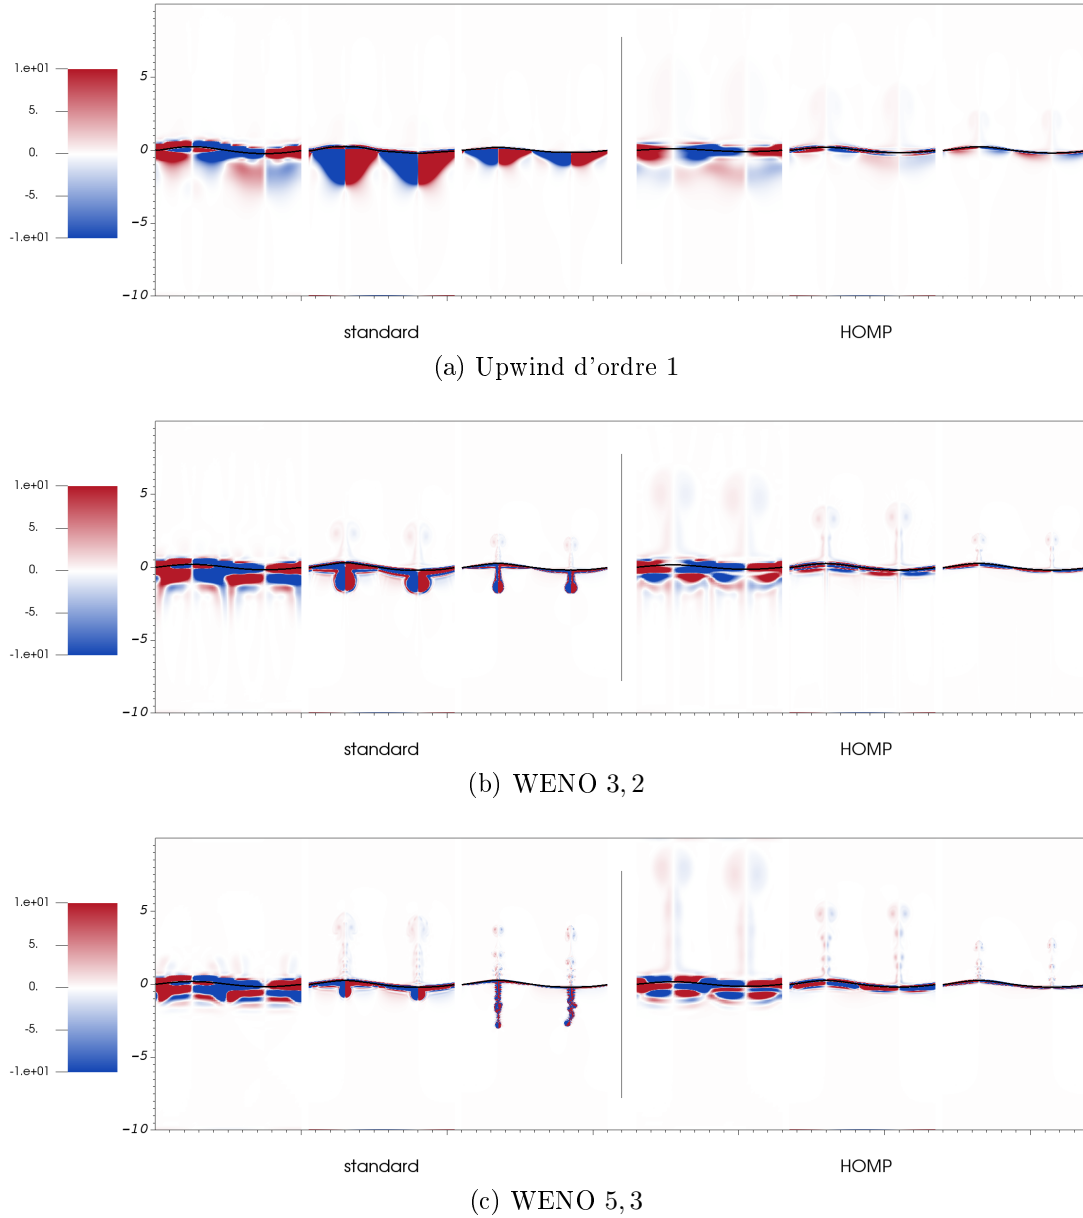 1.e+01
5.
0.
-5.
-1.e+01
5
0
-5
-10
standard HOMP
(a) Upwind d'ordre 1
1.e+01
5.
0.
-5.
-1.e+01
5
0
-5
-10
standard HOMP
(b) WENO 3, 2
1.e+01
5.
0.
-5.
-1.e+01
5
0
-5
-10
standard HOMP
(c) WENO 5, 3